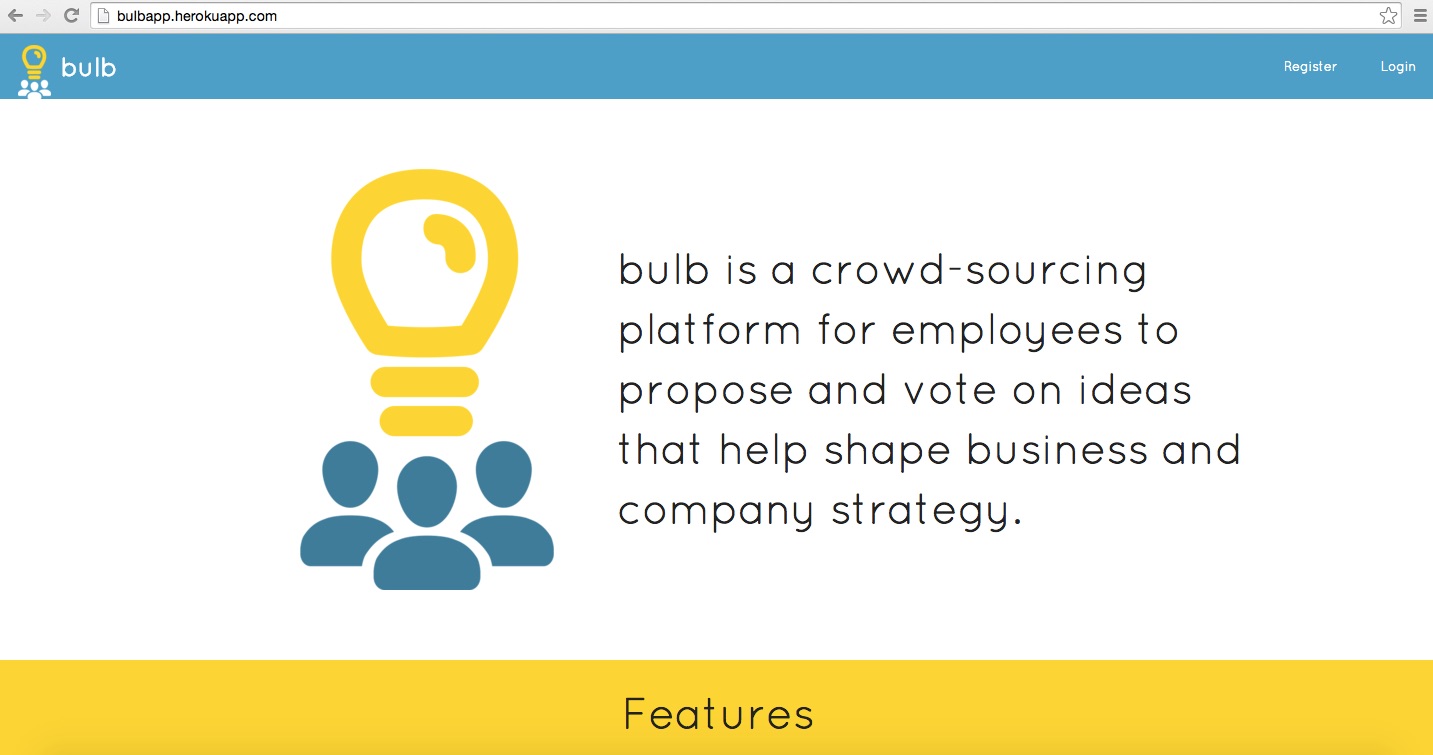 bulbapp.herokuapp.com
bulb
Register
Login
bulb is a crowd-sourcing
platform for employees to
propose and vote on ideas
that help shape business and
company strategy.
Features